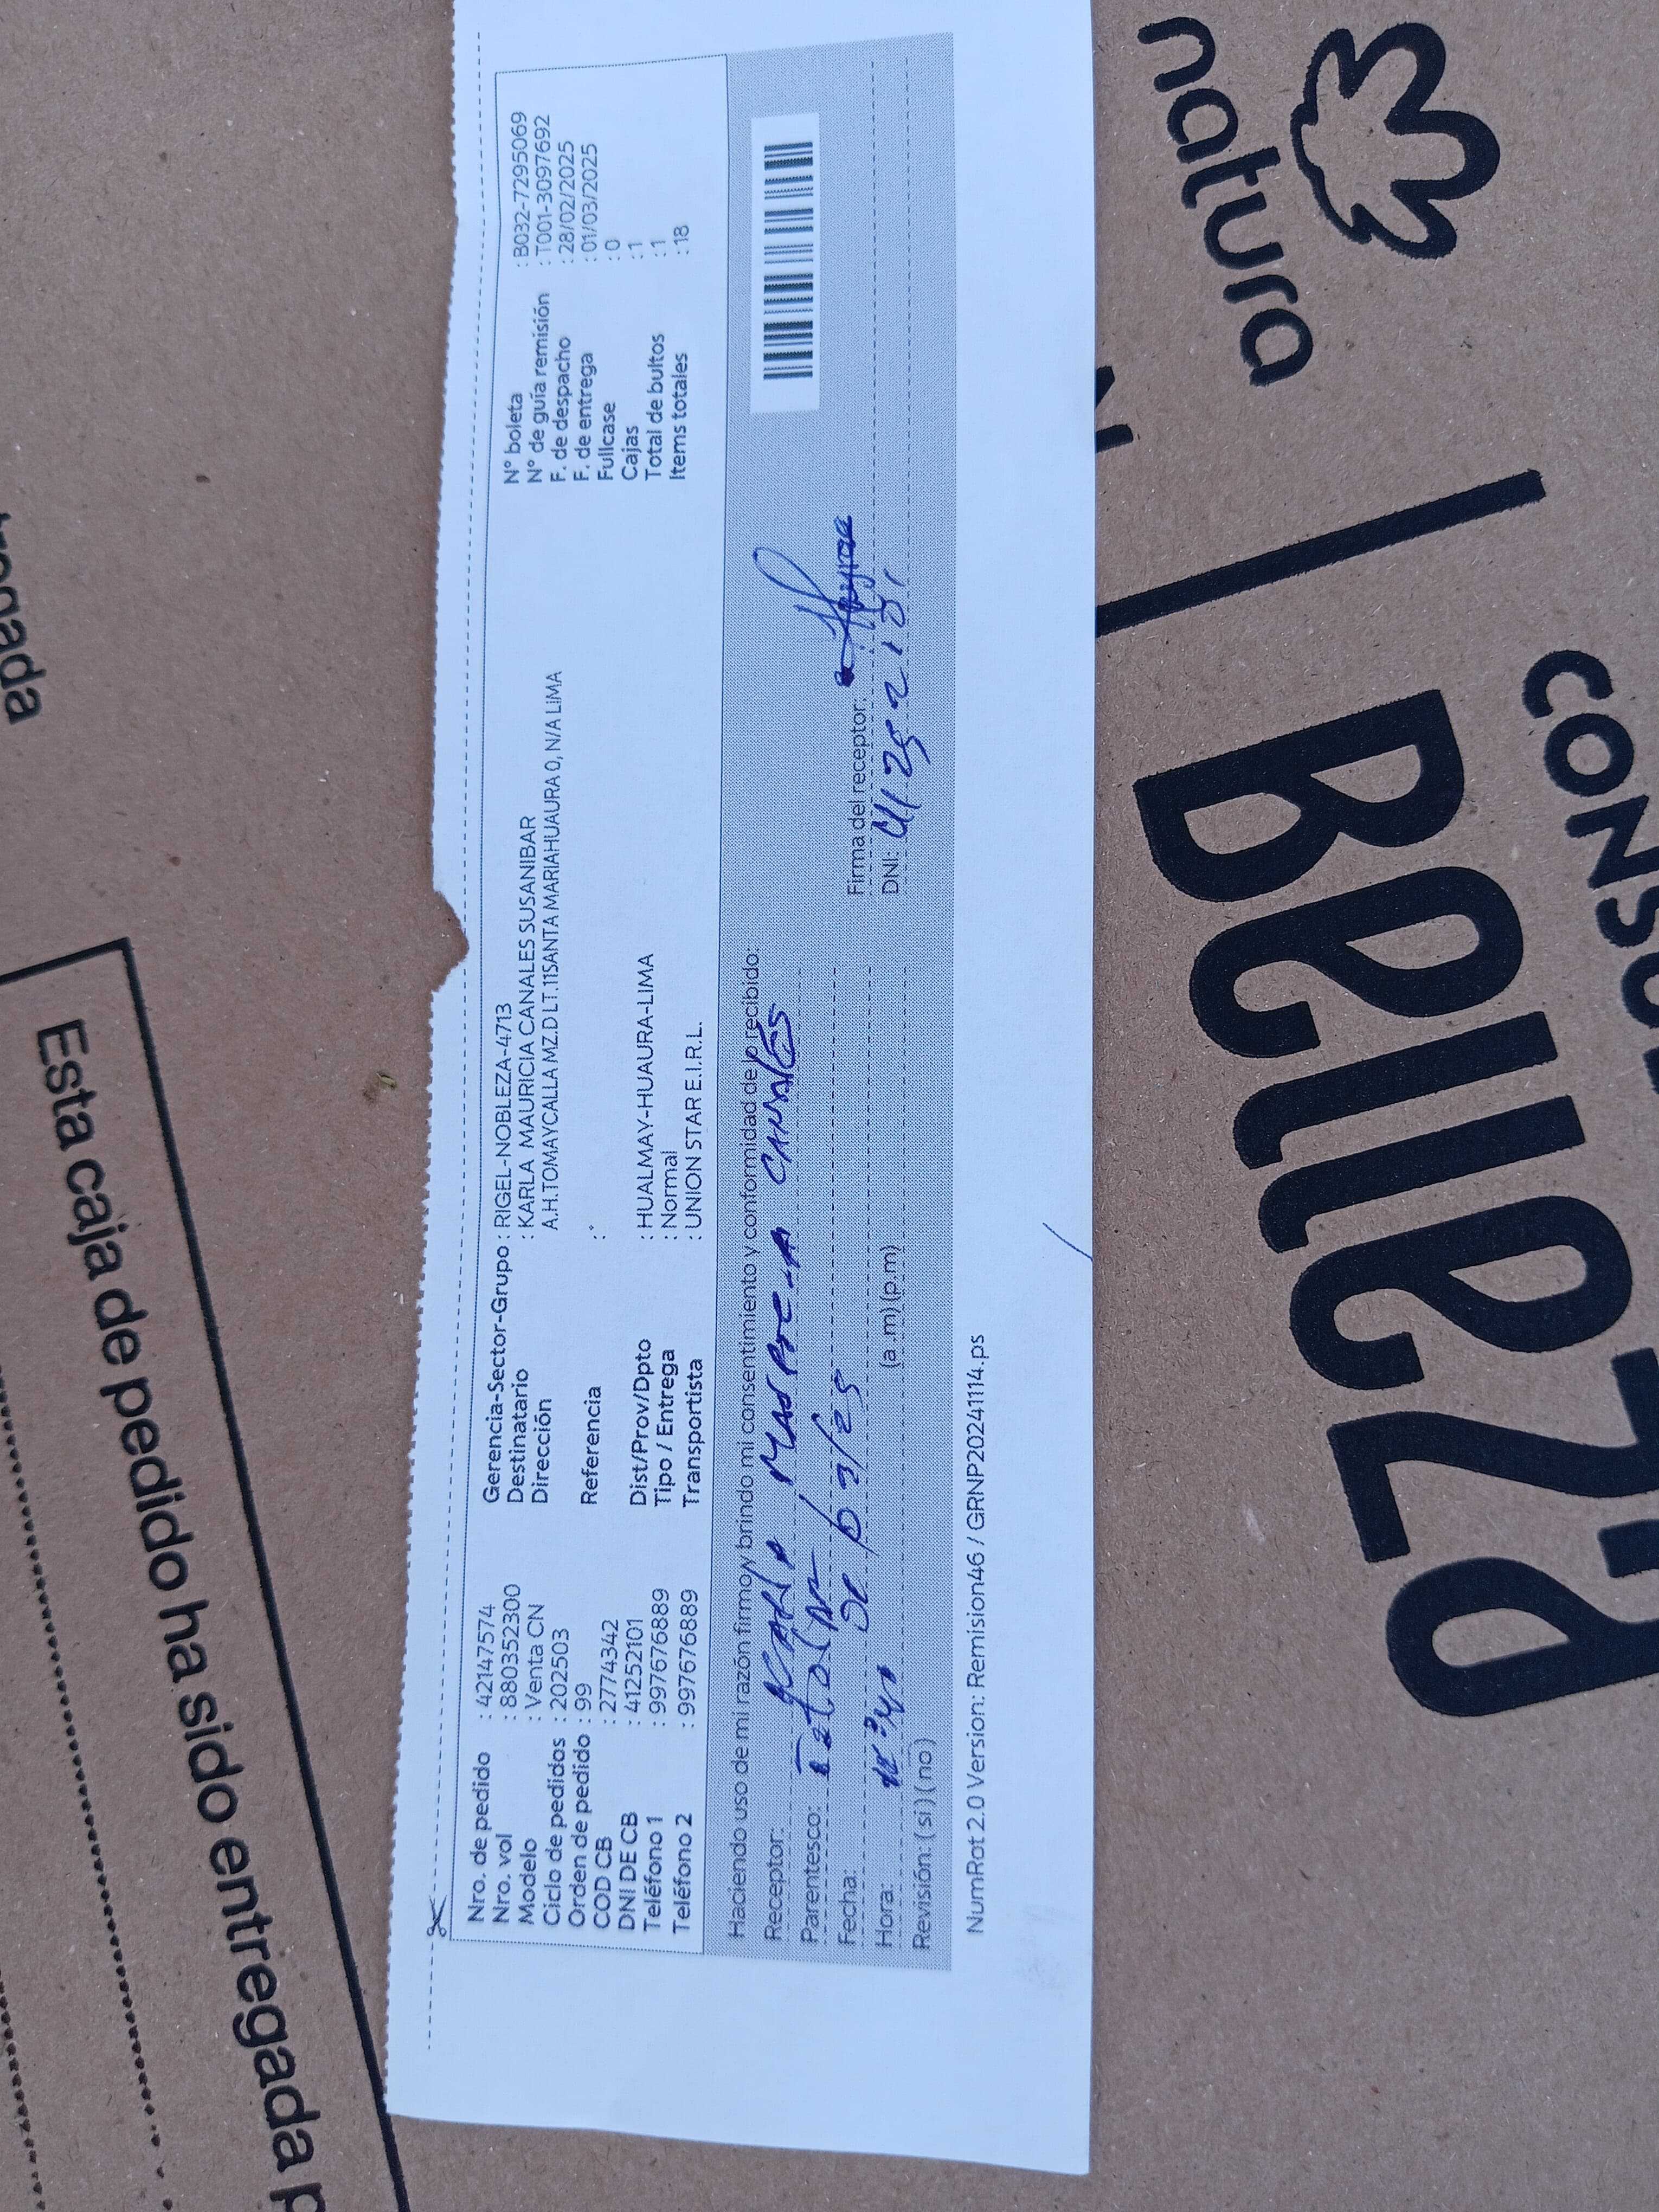 Nro. de pedido : 42147574
Nro. vol : 880352300
Modelo : Venta CN
Ciclo de pedidos : 202503
Orden de pedido : 99
COD CB : 2774342
DNI DE CB : 41252101
Teléfono 1 : 997676889
Teléfono 2 : 997676889
Gerencia-Sector-Grupo : RIGEL-NOBLEZA-4713
Destinatario : KARLA MAURICIA CANALES SUSANIBAR
Dirección A.H.TOMAYCALLA MZ.D LT.11SANTA MARIAHUAURA 0, N/A LIMA
Referencia : .
Dist/Prov/Dpto : HUALMAY-HUAURA-LIMA
Tipo / Entrega : Normal
Transportista : UNION STAR E.I.R.L.
N° boleta : B032-7295069
N° de guía remisión : T001-3097692
F. de despacho : 28/02/2025
F. de entrega : 01/03/2025
Fullcase : 0
Cajas : 1
Total de bultos : 1
Items totales : 18
Haciendo uso de mi razón firmo y brindo mi consentimiento y conformidad de lo recibido:
Receptor: CANALES
Parentesco:
Fecha:
Hora: (a .m) (p.m)
Revisión: (si) (no)
Firma del receptor:
DNI: 41252101
NumRot 2.0 Version: Remision46 / GRNP20241114.ps
Esta caja de pedido ha sido entregada
Belleza
natura